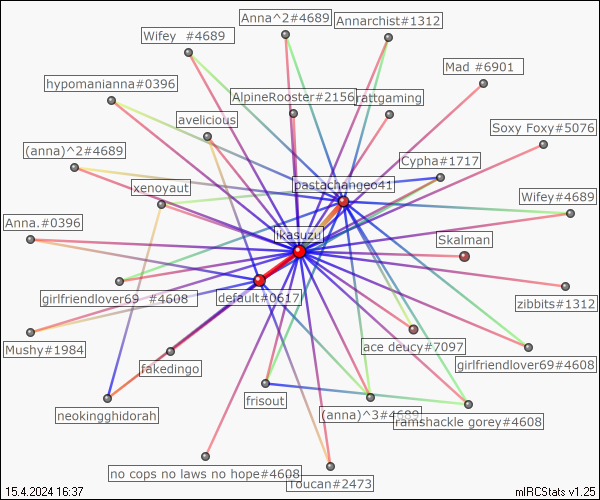 Anna^2#4689
Annarchist#1312
Wifey  #4689
Mad #6901
hypomanianna#0396
AlpineRooster#2156
rattgaming
avelicious
Soxy Foxy#5076
(anna)^2#4689
Cypha#1717
xenoyaut
pastachangeo41
Wifey#4689
Anna.#0396
ikasuzu
Skalman
girlfriendlover69  #4608
default#0617
zibbits#1312
Mushy#1984
ace deucy#7097
fakedingo
girlfriendlover69#4608
neokingghidorah
frisout
(anna)^3#4689
ramshackle gorey#4608
no cops no laws no hope#4608
Toucan#2473
15.4.2024 16:37
mIRCStats v1.25